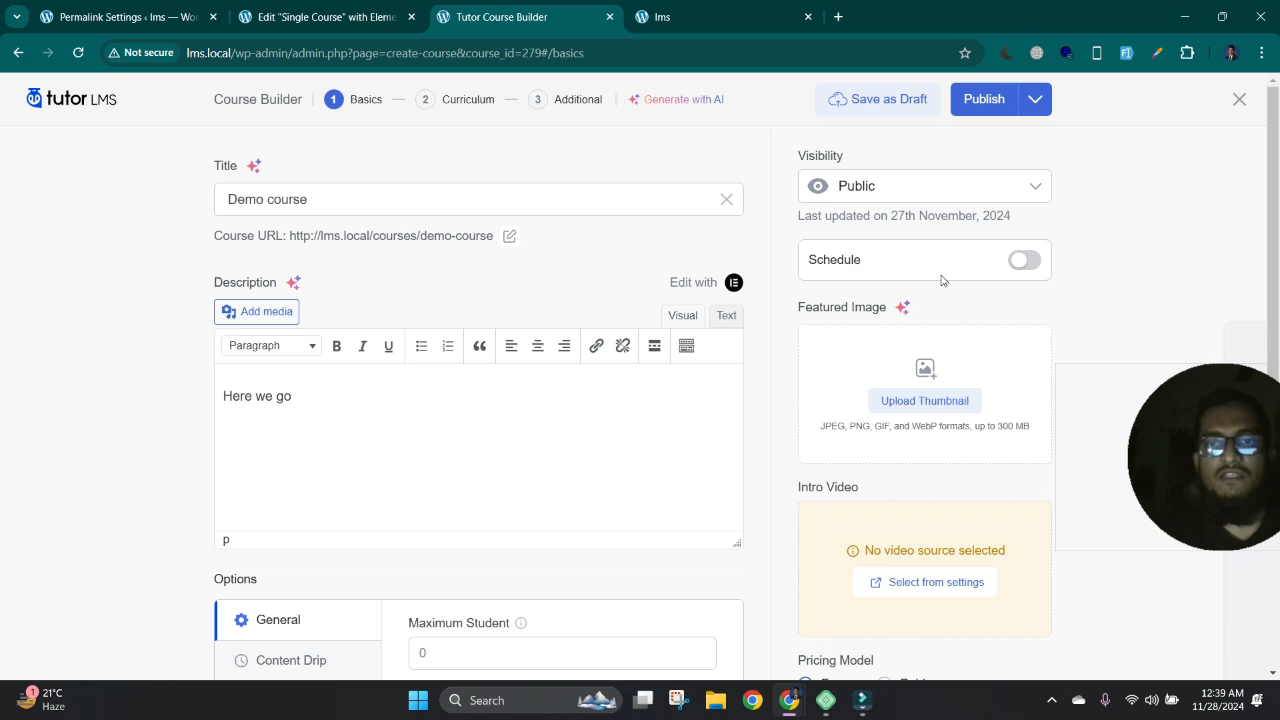 Permalink Settings ‹ lms — Woo
Edit "Single Course" with Eleme
Tutor Course Builder
lms
Not secure
lms.local/wp-admin/admin.php?page=create-course&course_id=279#/basics
tutor LMS
Course Builder
1 Basics
2 Curriculum
3 Additional
Generate with AI
Save as Draft
Publish
Title
Demo course
Course URL: http://lms.local/courses/demo-course
Description
Edit with
Add media
Visual
Text
Paragraph
B I U
Here we go
p
Options
General
Content Drip
Maximum Student
0
Visibility
Public
Last updated on 27th November, 2024
Schedule
Featured Image
Upload Thumbnail
JPEG, PNG, GIF, and WebP formats, up to 300 MB
Intro Video
No video source selected
Select from settings
Pricing Model
1
21°C
Haze
Search
12:39 AM
11/28/2024